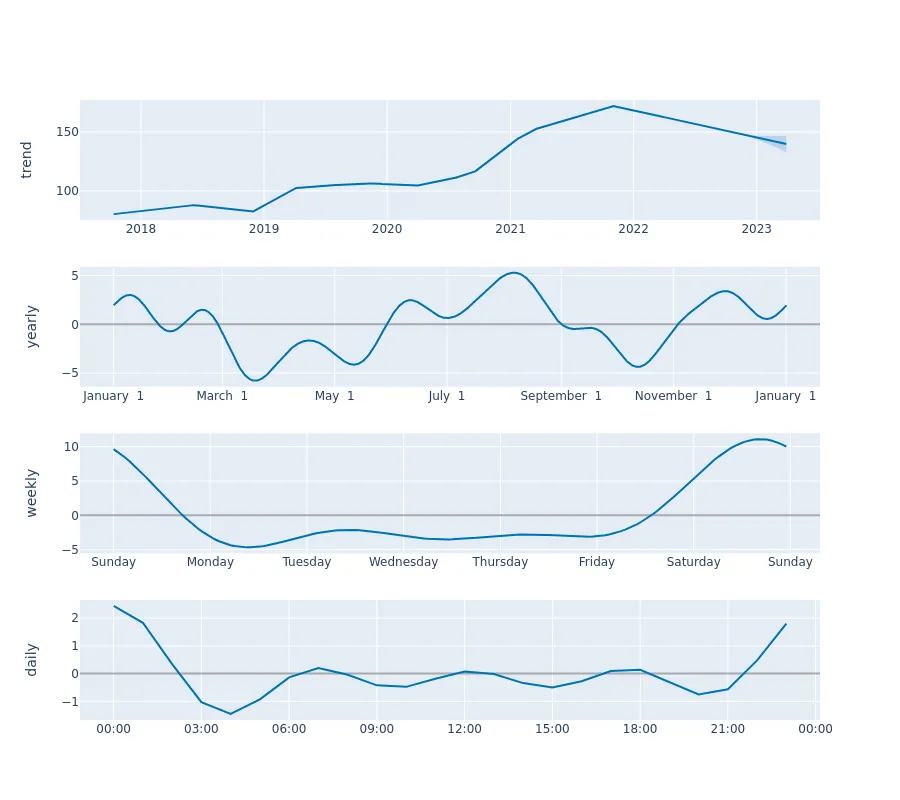 trend
150
100
2018 2019 2020 2021 2022 2023
yearly
5
0
−5
January 1 March 1 May 1 July 1 September 1 November 1 January 1
weekly
10
5
0
−5
Sunday Monday Tuesday Wednesday Thursday Friday Saturday Sunday
daily
2
1
0
−1
00:00 03:00 06:00 09:00 12:00 15:00 18:00 21:00 00:00